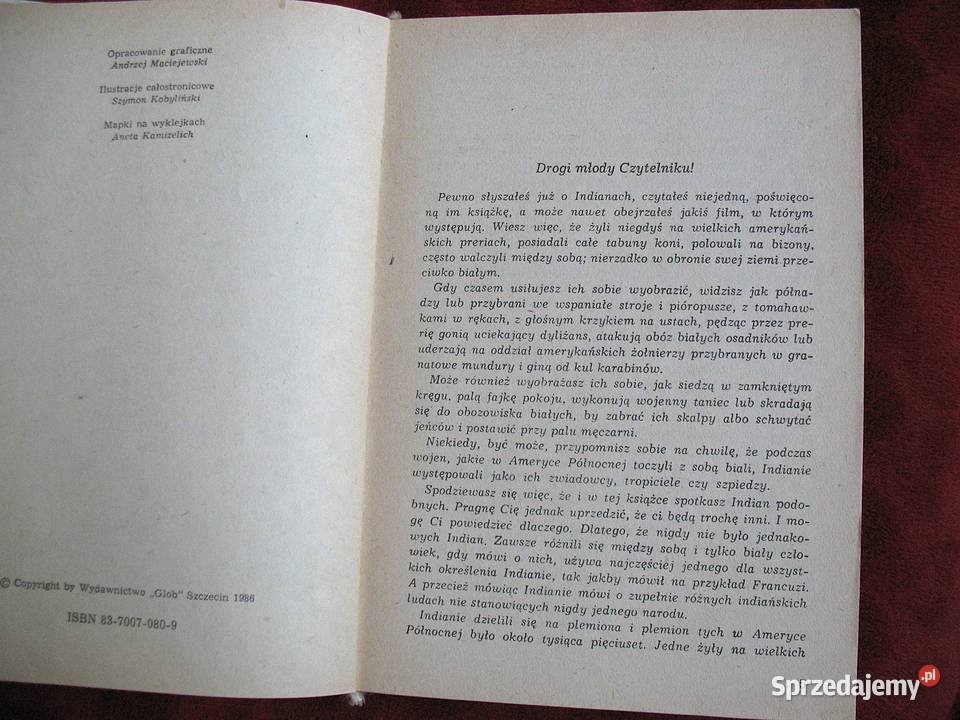 Opracowanie graficzne
Andrzej Maciejewski
Ilustracje całostronicowe
Szymon Kobyliński
Mapki na wyklejkach
Aneta Kamizelich
© Copyright by Wydawnictwo „Glob" Szczecin 1986
ISBN 83-7007-080-9
Drogi młody Czytelniku!
Pewno słyszałeś już o Indianach, czytałeś niejedną, poświęco-
ną im książkę, a może nawet obejrzałeś jakiś film, w którym
występują. Wiesz więc, że żyli niegdyś na wielkich amerykań-
skich preriach, posiadali całe tabuny koni, polowali na bizony,
często walczyli między sobą; nierzadko w obronie swej ziemi prze-
ciwko białym.
Gdy czasem usiłujesz ich sobie wyobrazić, widzisz jak półna-
dzy lub przybrani we wspaniałe stroje i pióropusze, z tomahaw-
kami w rękach, z głośnym krzykiem na ustach, pędząc przez pre-
rię gonią uciekający dyliżans, atakują obóz białych osadników lub
uderzają na oddział amerykańskich żołnierzy przybranych w gra-
natowe mundury i giną od kul karabinów.
Może również wyobrażasz ich sobie, jak siedzą w zamkniętym
kręgu, palą fajkę pokoju, wykonują wojenny taniec lub skradają
się do obozowiska białych, by zabrać ich skalpy albo schwytać
jeńców i postawić przy palu męczarni.
Niekiedy, być może, przypomnisz sobie na chwilę, że podczas
wojen, jakie w Ameryce Północnej toczyli z sobą biali, Indianie
występowali jako ich zwiadowcy, tropiciele czy szpiedzy.
Spodziewasz się więc, że i w tej książce spotkasz Indian podo-
bnych. Pragnę Cię jednak uprzedzić, że ci będą trochę inni. I mo-
gę Ci powiedzieć dlaczego. Dlatego, że nigdy nie było jednako-
wych Indian. Zawsze różnili się między sobą i tylko biały czło-
wiek, gdy mówi o nich, używa najczęściej jednego dla wszyst-
kich określenia Indianie, tak jakby mówił na przykład Francuzi.
A przecież mówiąc Indianie mówi o zupełnie różnych indiańskich
ludach nie stanowiących nigdy jednego narodu.
Indianie dzielili się na plemiona i plemion tych w Ameryce
Północnej było około tysiąca pięciuset. Jedne żyły na wielkich
Sprzedajemy.pl